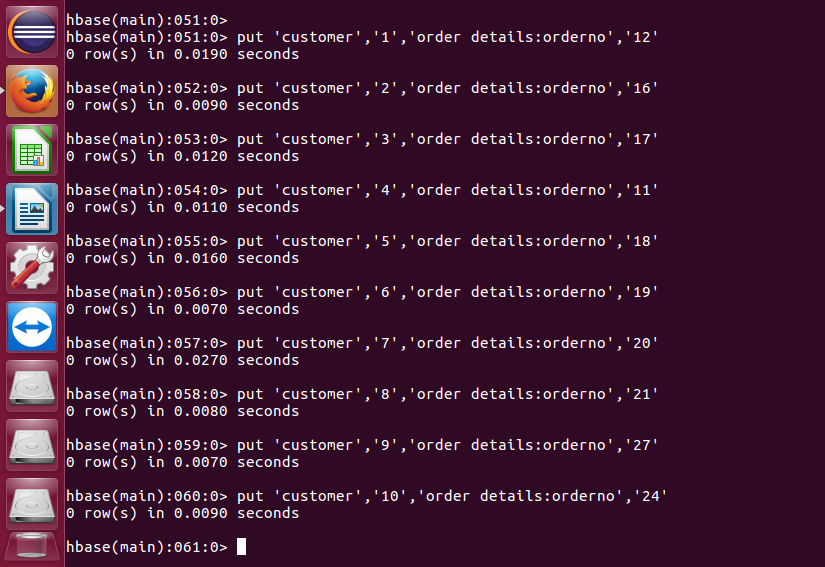 hbase(main):051:0>
hbase(main):051:0> put 'customer','1','order details:orderno','12'
0 row(s) in 0.0190 seconds
hbase(main):052:0> put 'customer','2','order details:orderno','16'
0 row(s) in 0.0090 seconds
hbase(main):053:0> put 'customer','3','order details:orderno','17'
0 row(s) in 0.0120 seconds
hbase(main):054:0> put 'customer','4','order details:orderno','11'
0 row(s) in 0.0110 seconds
hbase(main):055:0> put 'customer','5','order details:orderno','18'
0 row(s) in 0.0160 seconds
hbase(main):056:0> put 'customer','6','order details:orderno','19'
0 row(s) in 0.0070 seconds
hbase(main):057:0> put 'customer','7','order details:orderno','20'
0 row(s) in 0.0270 seconds
hbase(main):058:0> put 'customer','8','order details:orderno','21'
0 row(s) in 0.0080 seconds
hbase(main):059:0> put 'customer','9','order details:orderno','27'
0 row(s) in 0.0070 seconds
hbase(main):060:0> put 'customer','10','order details:orderno','24'
0 row(s) in 0.0090 seconds
hbase(main):061:0>